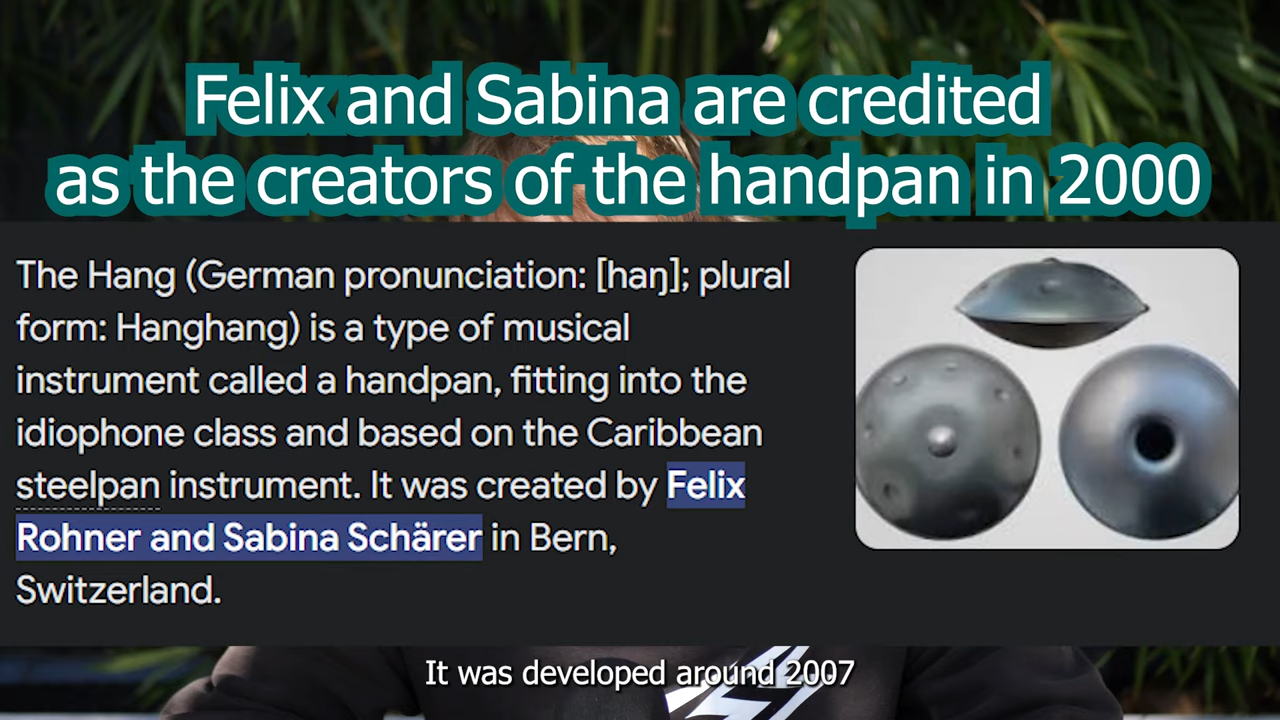 Felix and Sabina are credited
as the creators of the handpan in 2000
The Hang (German pronunciation: [haŋ]; plural
form: Hanghang) is a type of musical
instrument called a handpan, fitting into the
idiophone class and based on the Caribbean
steelpan instrument. It was created by Felix
Rohner and Sabina Schärer in Bern,
Switzerland.
It was developed around 2007